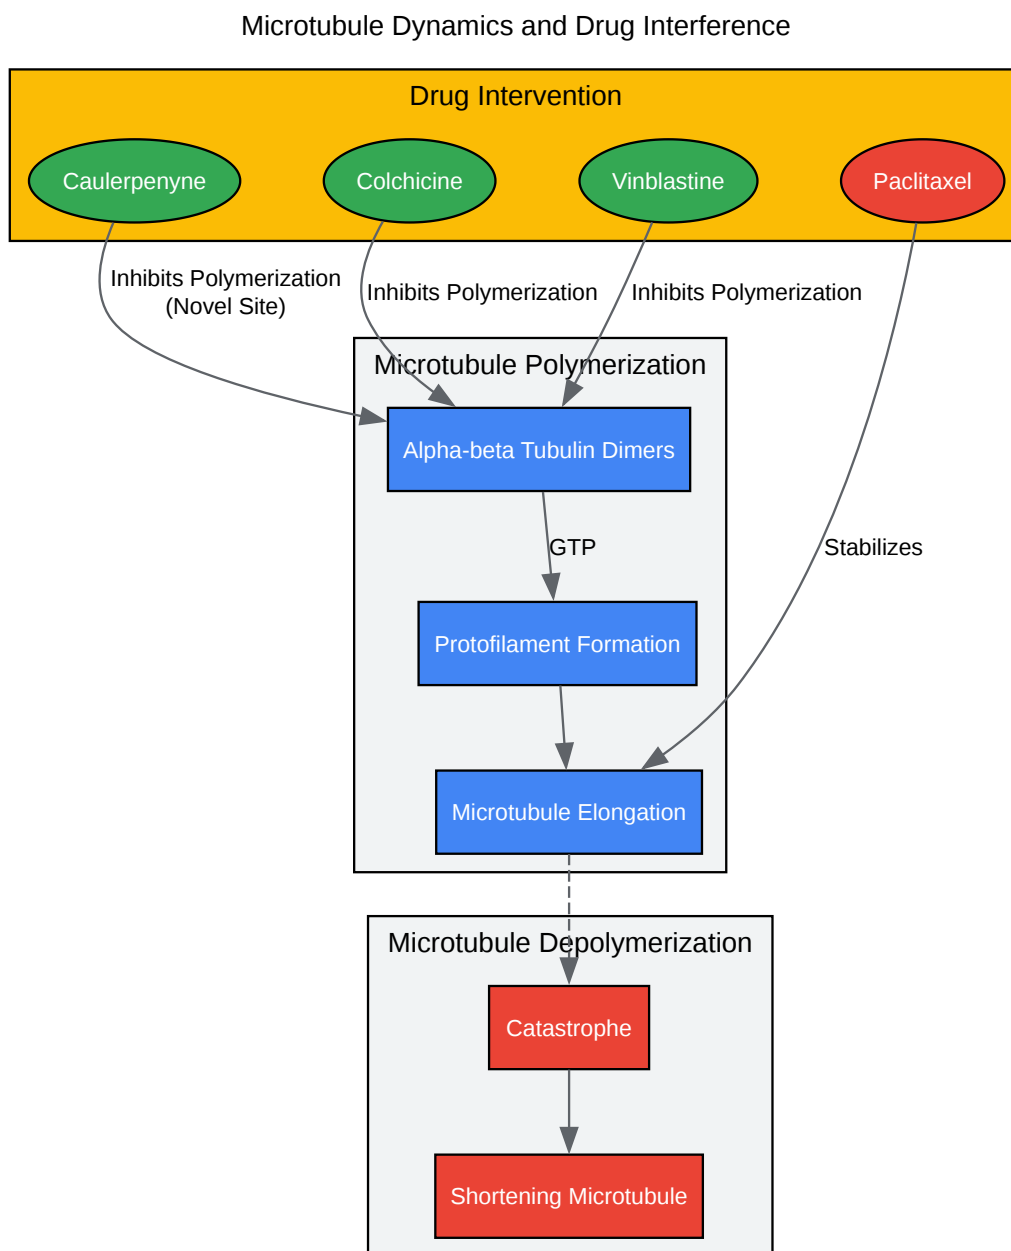 Microtubule Dynamics and Drug Interference
Drug Intervention
Caulerpenyne
Colchicine
Vinblastine
Paclitaxel
Inhibits Polymerization
(Novel Site)
Inhibits Polymerization
Inhibits Polymerization
Microtubule Polymerization
Alpha-beta Tubulin Dimers
GTP
Stabilizes
Protofilament Formation
Microtubule Elongation
Microtubule Depolymerization
Catastrophe
Shortening Microtubule